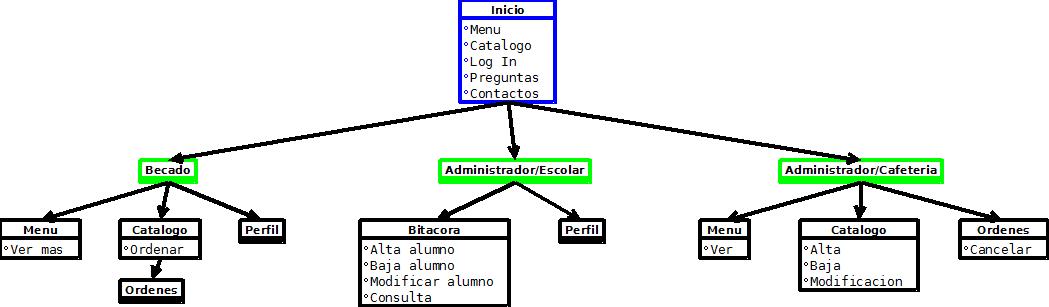 Inicio
Menu
Catalogo
Log In
Preguntas
Contactos
Becado
Administrador/Escolar
Administrador/Cafeteria
Menu
Ver mas
Catalogo
Ordenar
Perfil
Ordenes
Bitacora
Alta alumno
Baja alumno
Modificar alumno
Consulta
Perfil
Menu
Ver
Catalogo
Alta
Baja
Modificacion
Ordenes
Cancelar